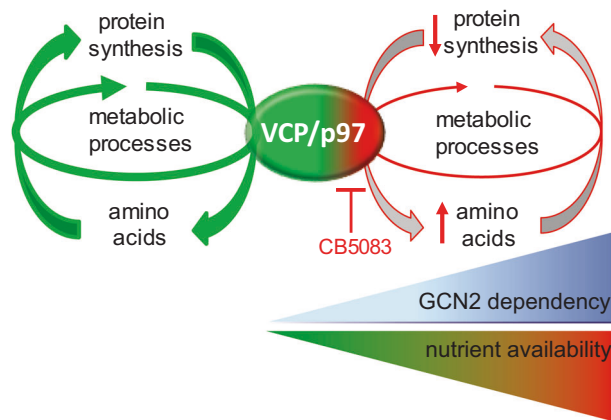 protein
synthesis
metabolic
processes
amino
acids
VCP/p97
protein
synthesis
metabolic
processes
amino
acids
CB5083
GCN2 dependency
nutrient availability